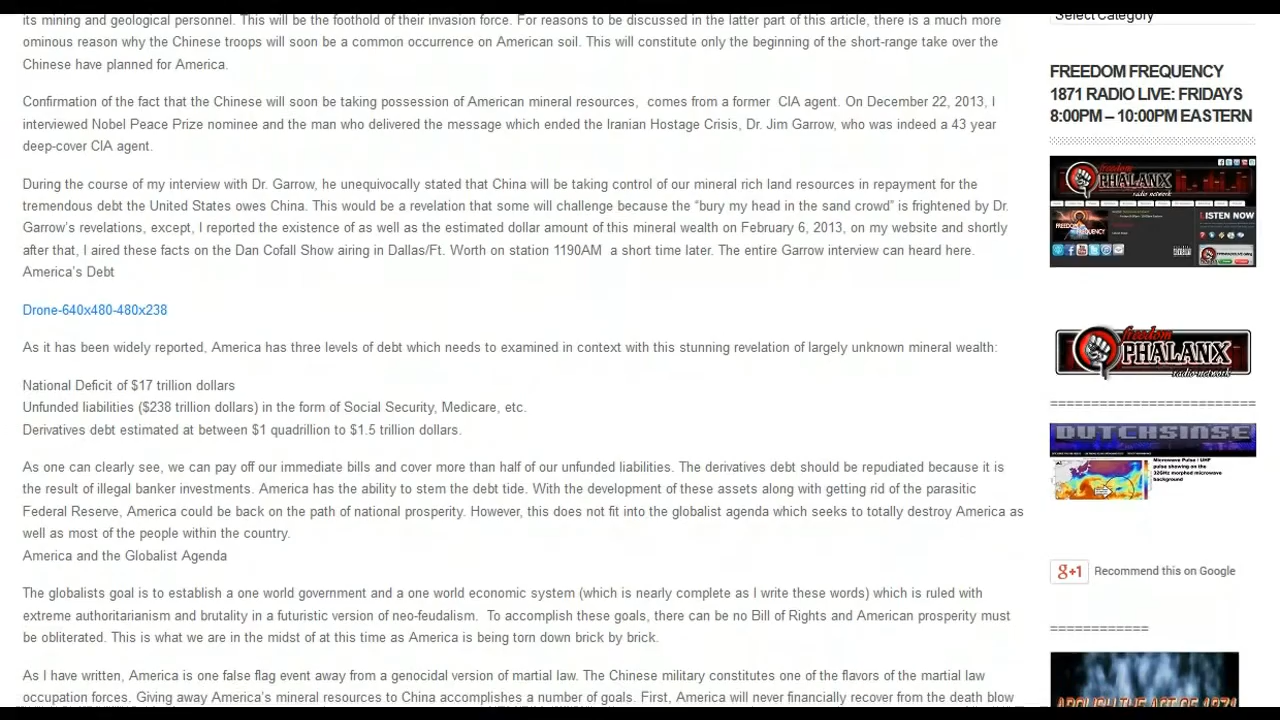 its mining and geological personnel. This will be the foothold of their invasion force. For reasons to be discussed in the latter part of this article, there is a much more
ominous reason why the Chinese troops will soon be a common occurrence on American soil. This will constitute only the beginning of the short-range take over the
Chinese have planned for America.
Confirmation of the fact that the Chinese will soon be taking possession of American mineral resources, comes from a former CIA agent. On December 22, 2013, I
interviewed Nobel Peace Prize nominee and the man who delivered the message which ended the Iranian Hostage Crisis, Dr. Jim Garrow, who was indeed a 43 year
deep-cover CIA agent.
During the course of my interview with Dr. Garrow, he unequivocally stated that China will be taking control of our mineral rich land resources in repayment for the
tremendous debt the United States owes China. This would be a revelation that some will challenge because the "bury my head in the sand crowd" is frightened by Dr.
Garrow's revelations, except, I reported the existence of as well as the estimated dollar amount of this mineral wealth on February 6, 2013, on my website and shortly
after that, I aired these facts on the Dan Cofall Show airing in Dallas/Ft. Worth on KFXR 1190AM a short time later. The entire Garrow interview can heard here.
America's Debt
Drone-640x480-480x238
As it has been widely reported, America has three levels of debt which needs to examined in context with this stunning revelation of largely unknown mineral wealth:
National Deficit of $17 trillion dollars
Unfunded liabilities ($238 trillion dollars) in the form of Social Security, Medicare, etc.
Derivatives debt estimated at between $1 quadrillion to $1.5 trillion dollars.
As one can clearly see, we can pay off our immediate bills and cover more than half of our unfunded liabilities. The derivatives debt should be repudiated because it is
the result of illegal banker investments. America has the ability to rebound, here. With the development of these assets along with getting rid of the parasitic
Federal Reserve, America could be back on the path of national prosperity. However, this does not fit into the globalist agenda which seeks to totally destroy America as
well as most of the people within the country.
America and the Globalist Agenda
The globalists goal is to establish a one world government and a one world economic system (which is nearly complete as I write these words) which is ruled with
extreme authoritarianism and brutality in a futuristic version of neo-feudalism. To accomplish these goals, there can be no Bill of Rights and American prosperity must
be obliterated. This is what we are in the midst of at this time as America is being torn down brick by brick.
As I have written, America is one false flag event away from a genocidal version of martial law. The Chinese military constitutes one of the flavors of the martial law
occupation forces. Giving away America's mineral resources to China accomplishes a number of goals. First, America will never financially recover from the death blow
Select Category
FREEDOM FREQUENCY
1871 RADIO LIVE: FRIDAYS
8:00PM – 10:00PM EASTERN
freedom
PHALANX
radio network
LISTEN NOW
freedom
PHALANX
radio network
DUTCHSINSE
Microwave Pulse / UHF
pulse showing on the
32GHz morphed microwave
background
g+1 Recommend this on Google
ABOLISH THE ACT OF 1871